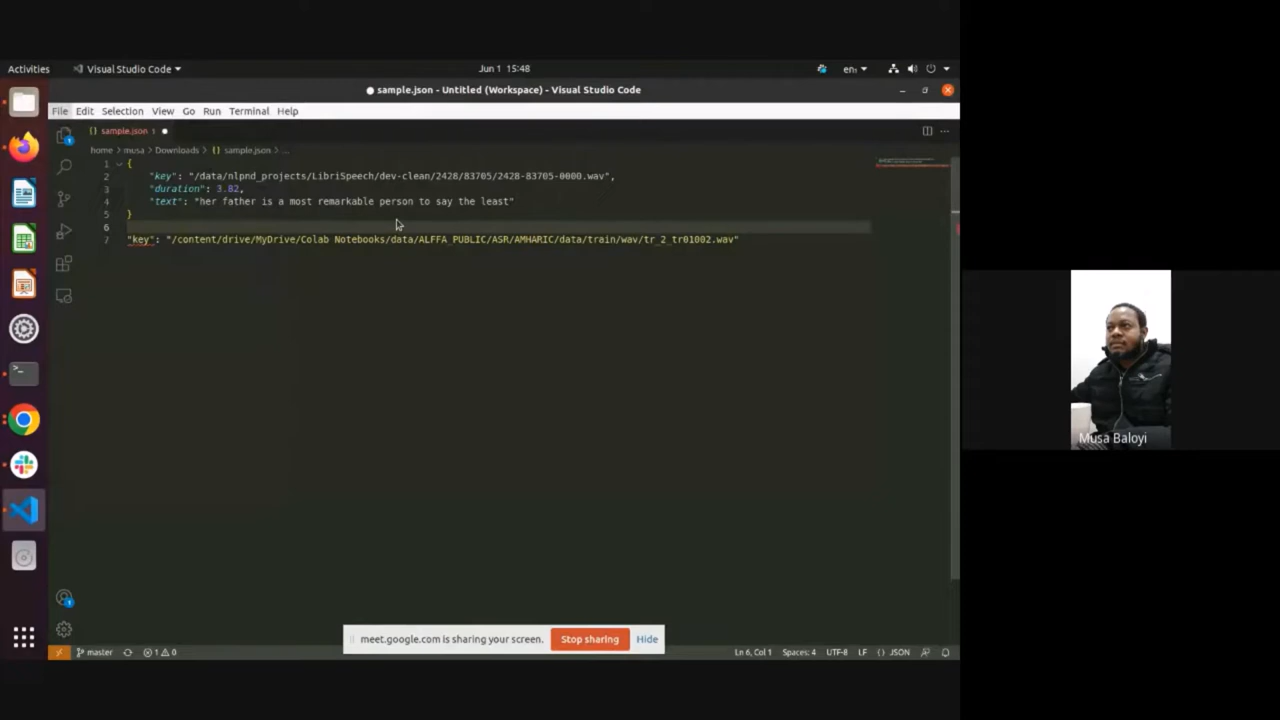 Activities
Visual Studio Code
Jun 1 15:48
en₁
sample.json - Untitled (Workspace) - Visual Studio Code
File Edit Selection View Go Run Terminal Help
{} sample.json 1
home > musa > Downloads > {} sample.json > ...
1 {
2 "key": "/data/nlpnd_projects/LibriSpeech/dev-clean/2428/83705/2428-83705-0000.wav",
3 "duration": 3.82,
4 "text": "her father is a most remarkable person to say the least"
5 }
6
7 "key": "/content/drive/MyDrive/Colab Notebooks/data/ALFFA_PUBLIC/ASR/AMHARIC/data/train/wav/tr_2_tr01002.wav"
Musa Baloyi
meet.google.com is sharing your screen. Stop sharing Hide
master 1 0 Ln 6, Col 1 Spaces: 4 UTF-8 LF {} JSON